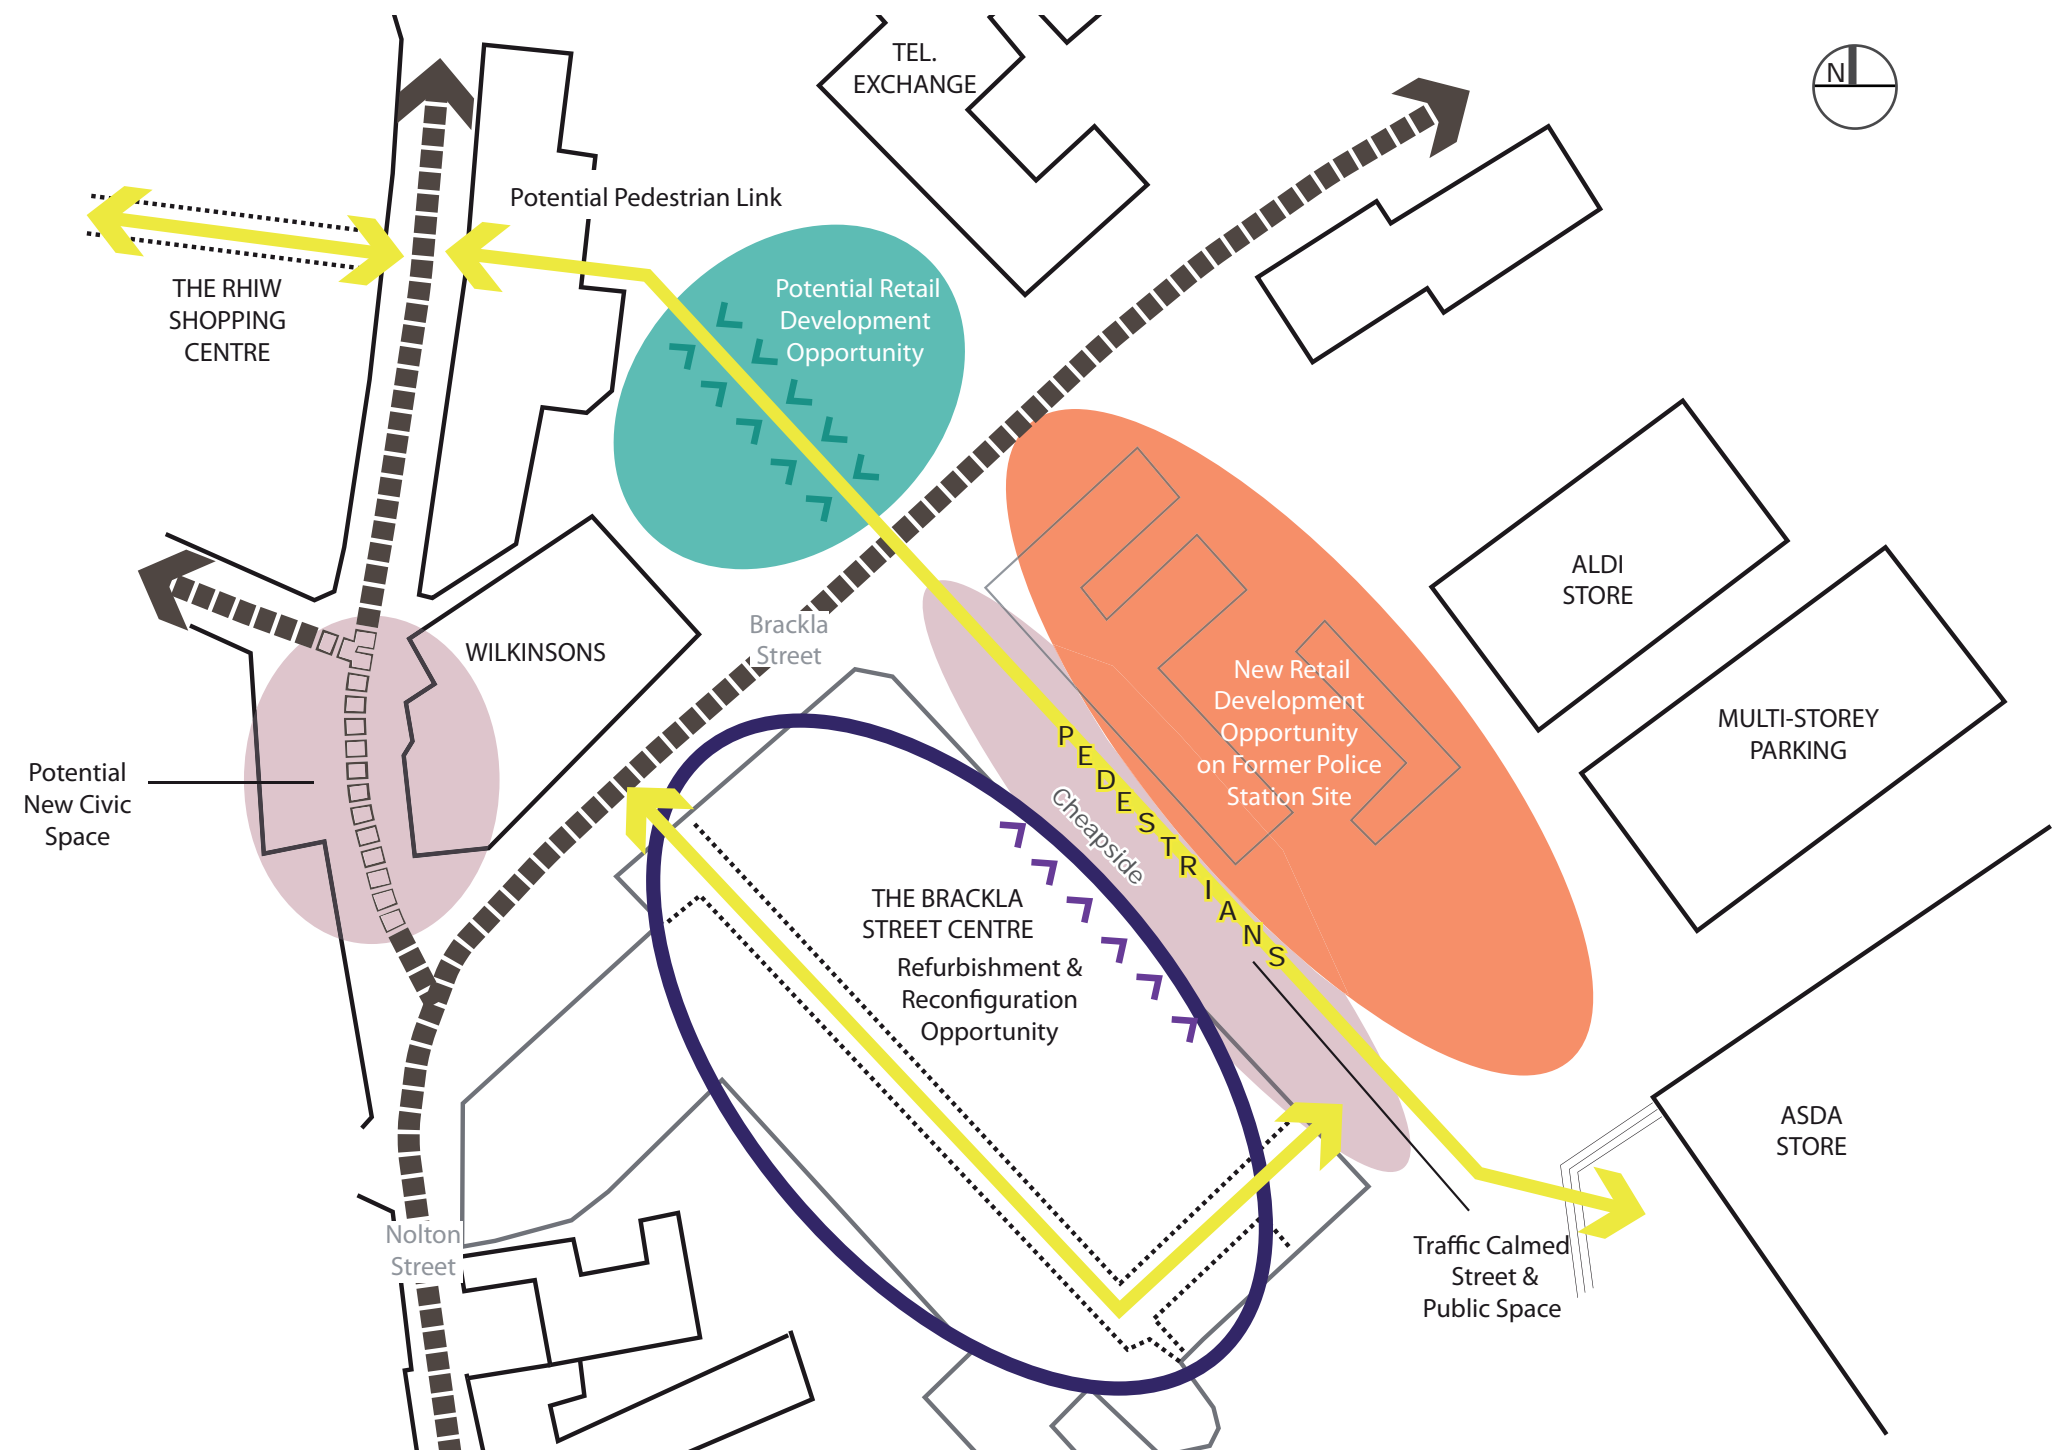 TEL.
EXCHANGE
N
Potential Pedestrian Link
THE RHIW
SHOPPING
CENTRE
Potential Retail
Development
Opportunity
ALDI
STORE
WILKINSONS
Brackla
Street
New Retail
Development
Opportunity
on Former Police
Station Site
MULTI-STOREY
PARKING
Potential
New Civic
Space
PEDESTRIANS
Cheapside
THE BRACKLA
STREET CENTRE
Refurbishment &
Reconfiguration
Opportunity
ASDA
STORE
Nolton
Street
Traffic Calmed
Street &
Public Space